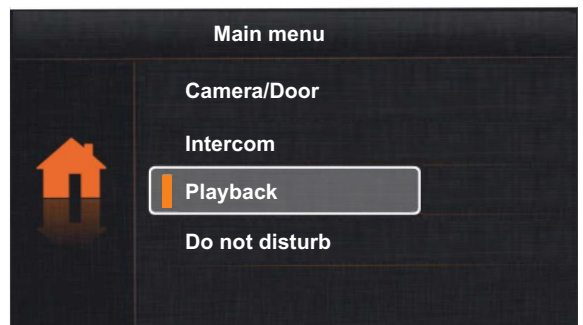 Main menu
Camera/Door
Intercom
Playback
Do not disturb